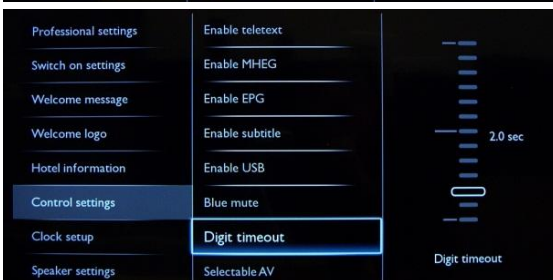 Professional settings
Switch on settings
Welcome message
Welcome logo
Hotel information
Control settings
Clock setup
Speaker settings
Enable teletext
Enable MHEG
Enable EPG
Enable subtitle
Enable USB
Blue mute
Digit timeout
Selectable AV
2.0 sec
Digit timeout